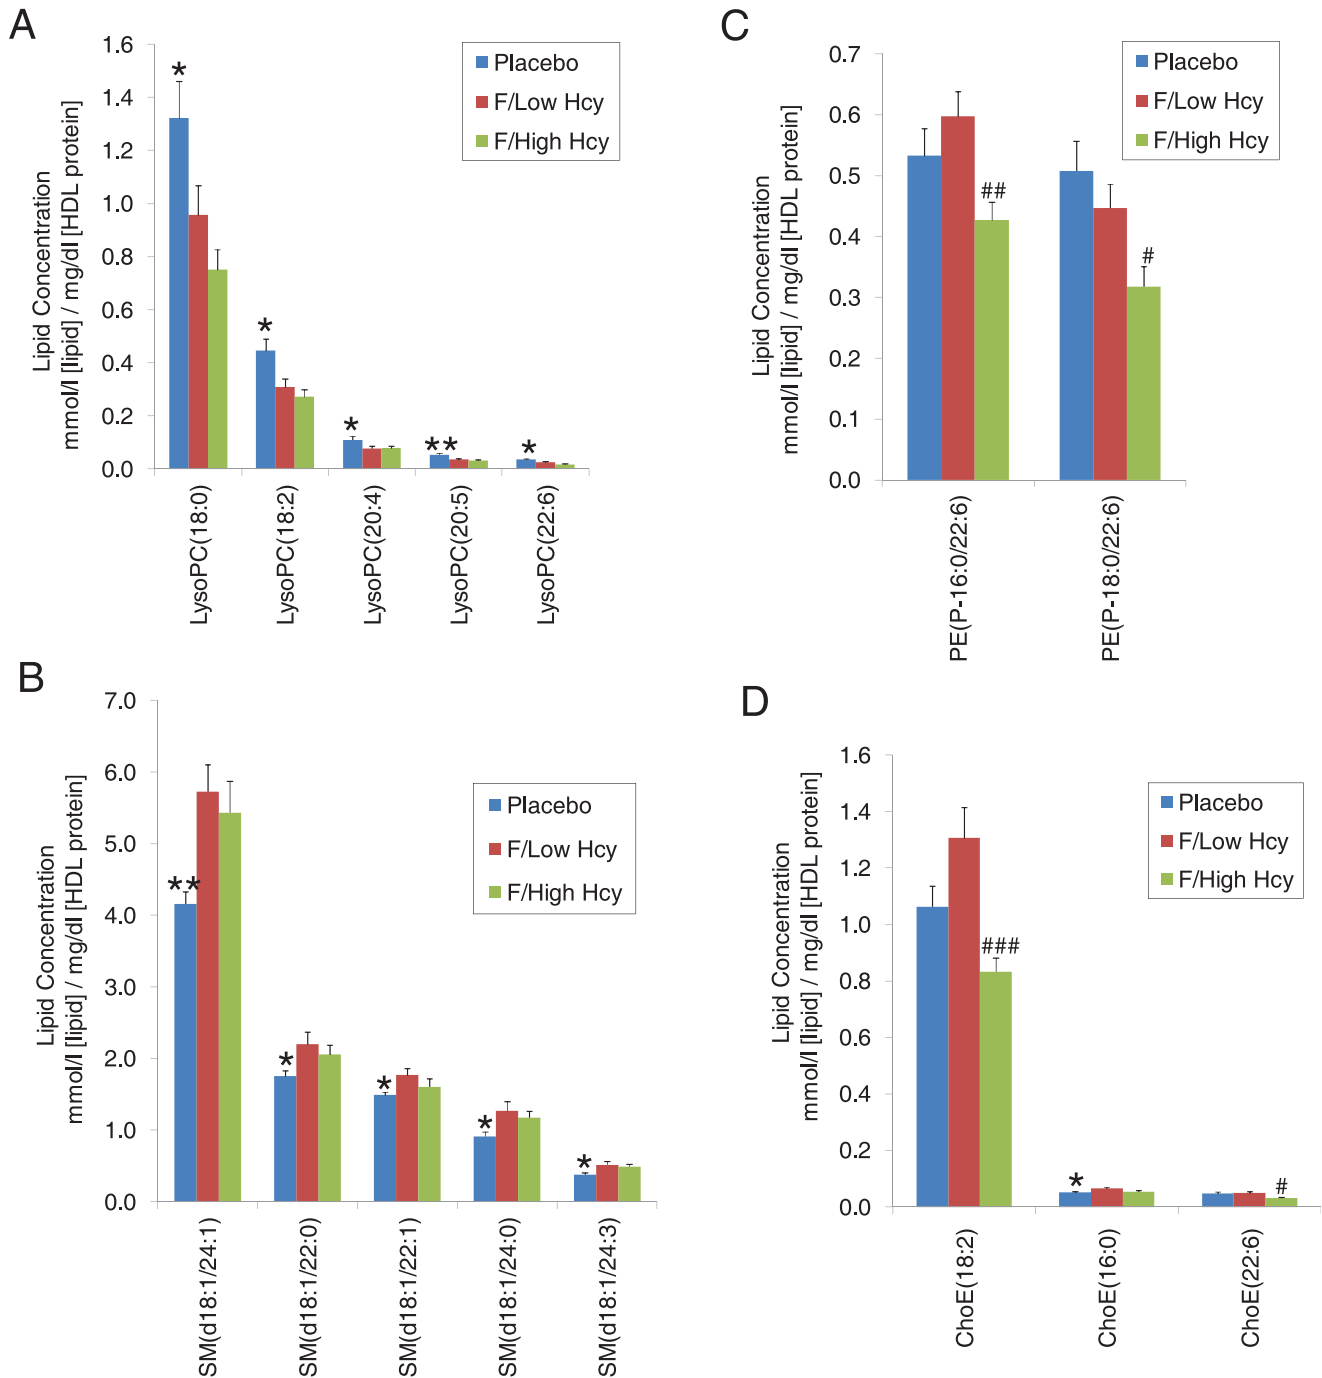 A
1.6
1.4
1.2
1.0
0.8
0.6
0.4
0.2
0.0
Lipid Concentration
mmol/l [lipid] / mg/dl [HDL protein]
Placebo
F/Low Hcy
F/High Hcy
*
*
*
**
*
LysoPC(18:0)
LysoPC(18:2)
LysoPC(20:4)
LysoPC(20:5)
LysoPC(22:6)
B
7.0
6.0
5.0
4.0
3.0
2.0
1.0
0.0
Lipid Concentration
mmol/l [lipid] / mg/dl [HDL protein]
Placebo
F/Low Hcy
F/High Hcy
**
*
*
*
*
SM(d18:1/24:1)
SM(d18:1/22:0)
SM(d18:1/22:1)
SM(d18:1/24:0)
SM(d18:1/24:3)
C
0.7
0.6
0.5
0.4
0.3
0.2
0.1
0.0
Lipid Concentration
mmol/l [lipid] / mg/dl [HDL protein]
Placebo
F/Low Hcy
F/High Hcy
##
#
PE(P-16:0/22:6)
PE(P-18:0/22:6)
D
1.6
1.4
1.2
1.0
0.8
0.6
0.4
0.2
0.0
Lipid Concentration
mmol/l [lipid] / mg/dl [HDL protein]
Placebo
F/Low Hcy
F/High Hcy
###
*
#
ChoE(18:2)
ChoE(16:0)
ChoE(22:6)